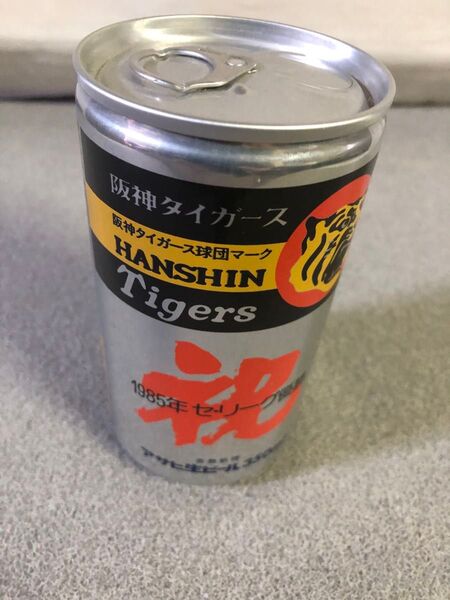 阪神タイガース
阪神タイガース球団マーク
HANSHIN
Tigers
祝
1985年 セ・リーグ
アサヒ生ビール 350